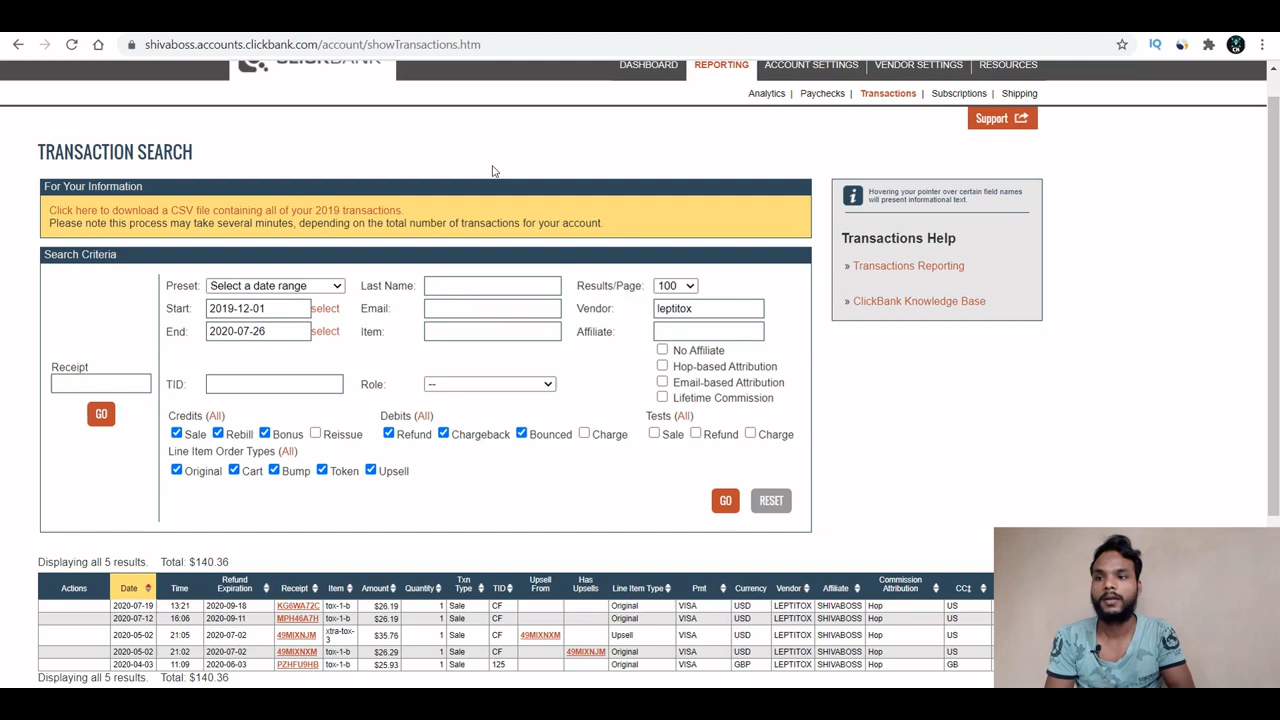 shivaboss.accounts.clickbank.com/account/showTransactions.htm
CLICKBANK
DASHBOARD REPORTING ACCOUNT SETTINGS VENDOR SETTINGS RESOURCES
Analytics | Paychecks | Transactions | Subscriptions | Shipping
Support
TRANSACTION SEARCH
For Your Information
Click here to download a CSV file containing all of your 2019 transactions.
Please note this process may take several minutes, depending on the total number of transactions for your account.
Hovering your pointer over certain field names
will present informational text.
Transactions Help
» Transactions Reporting
» ClickBank Knowledge Base
Search Criteria
Preset: Select a date range Last Name: Results/Page: 100
Start: 2019-12-01 select Email: Vendor: leptitox
End: 2020-07-26 select Item: Affiliate:
No Affiliate
Hop-based Attribution
Email-based Attribution
Lifetime Commission
Receipt
GO
TID: Role: --
Credits (All) Debits (All) Tests (All)
Sale Rebill Bonus Reissue Refund Chargeback Bounced Charge Sale Refund Charge
Line Item Order Types (All)
Original Cart Bump Token Upsell
GO RESET
Displaying all 5 results. Total: $140.36
Actions Date Time Refund Expiration Receipt Item Amount Quantity Txn Type TID Upsell From Has Upsells Line Item Type Pmt Currency Vendor Affiliate Commission Attribution CC‡
2020-07-19 13:21 2020-09-18 KG6WA72C tox-1-b $26.19 1 Sale CF Original VISA USD LEPTITOX SHIVABOSS Hop US
2020-07-12 16:06 2020-09-11 MPH46A7H tox-1-b $26.19 1 Sale CF Original VISA USD LEPTITOX SHIVABOSS Hop US
2020-05-02 21:05 2020-07-02 49MIXNJM xtra-tox-3 $35.76 1 Sale CF 49MIXNXM Upsell VISA USD LEPTITOX SHIVABOSS Hop US
2020-05-02 21:02 2020-07-02 49MIXNXM tox-1-b $26.29 1 Sale CF 49MIXNJM Original VISA USD LEPTITOX SHIVABOSS Hop US
2020-04-03 11:09 2020-06-03 PZHFU9HB tox-1-b $25.93 1 Sale 125 Original VISA GBP LEPTITOX SHIVABOSS Hop GB
Displaying all 5 results. Total: $140.36